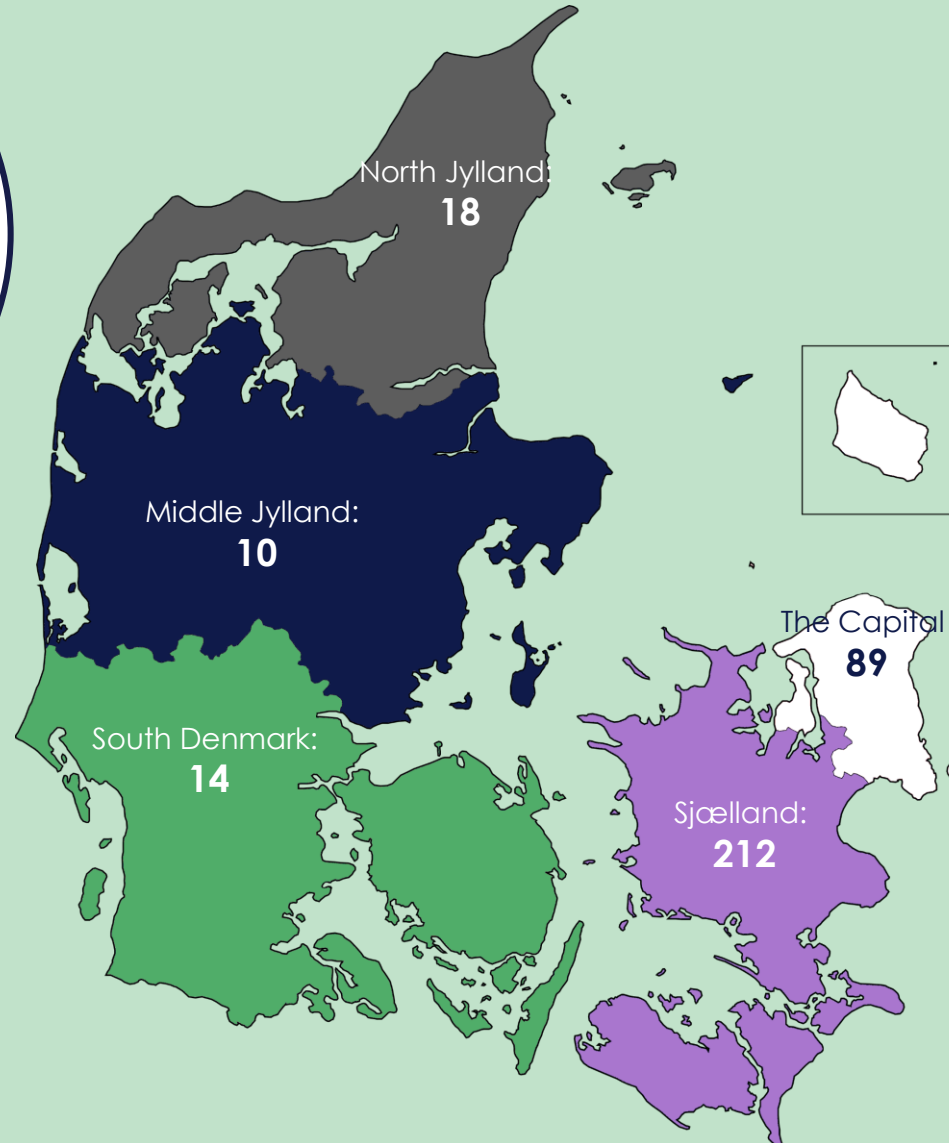 North Jylland:
18
Middle Jylland:
10
The Capital
89
South Denmark:
14
Sjælland:
212